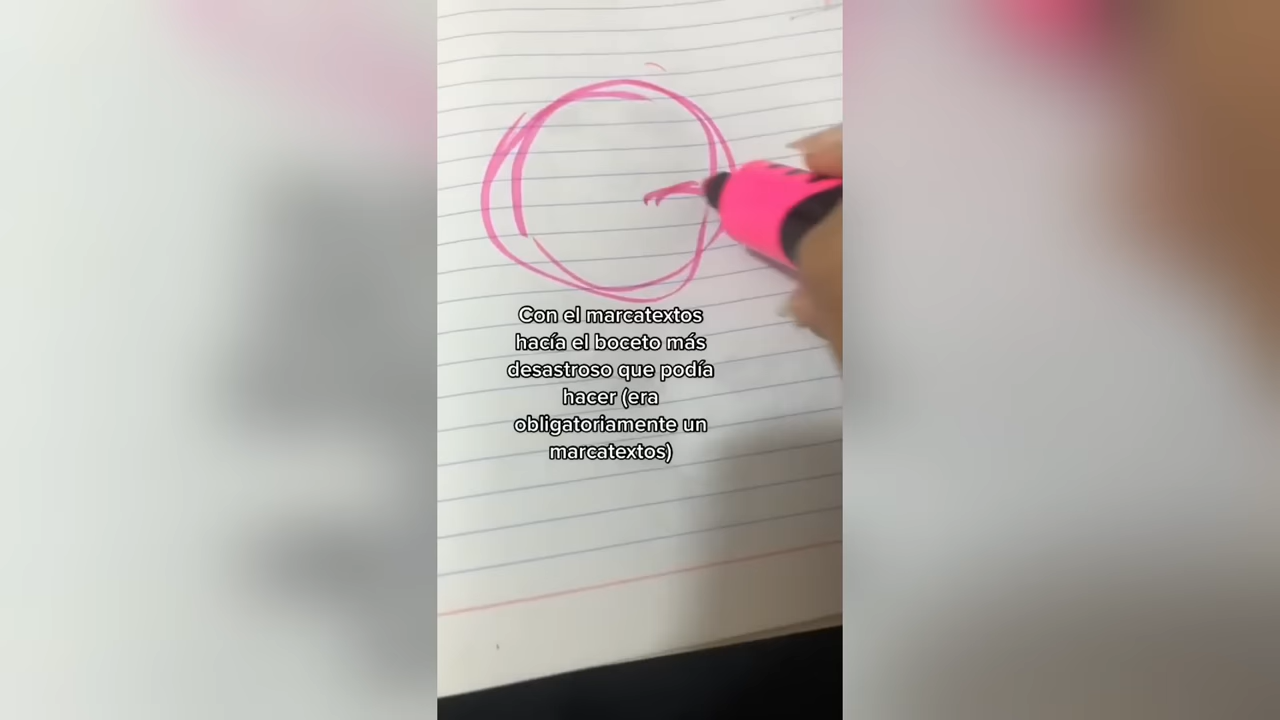 Con el marcatextos
hacía el boceto más
desastroso que podía
hacer (era
obligatoriamente un
marcatextos)